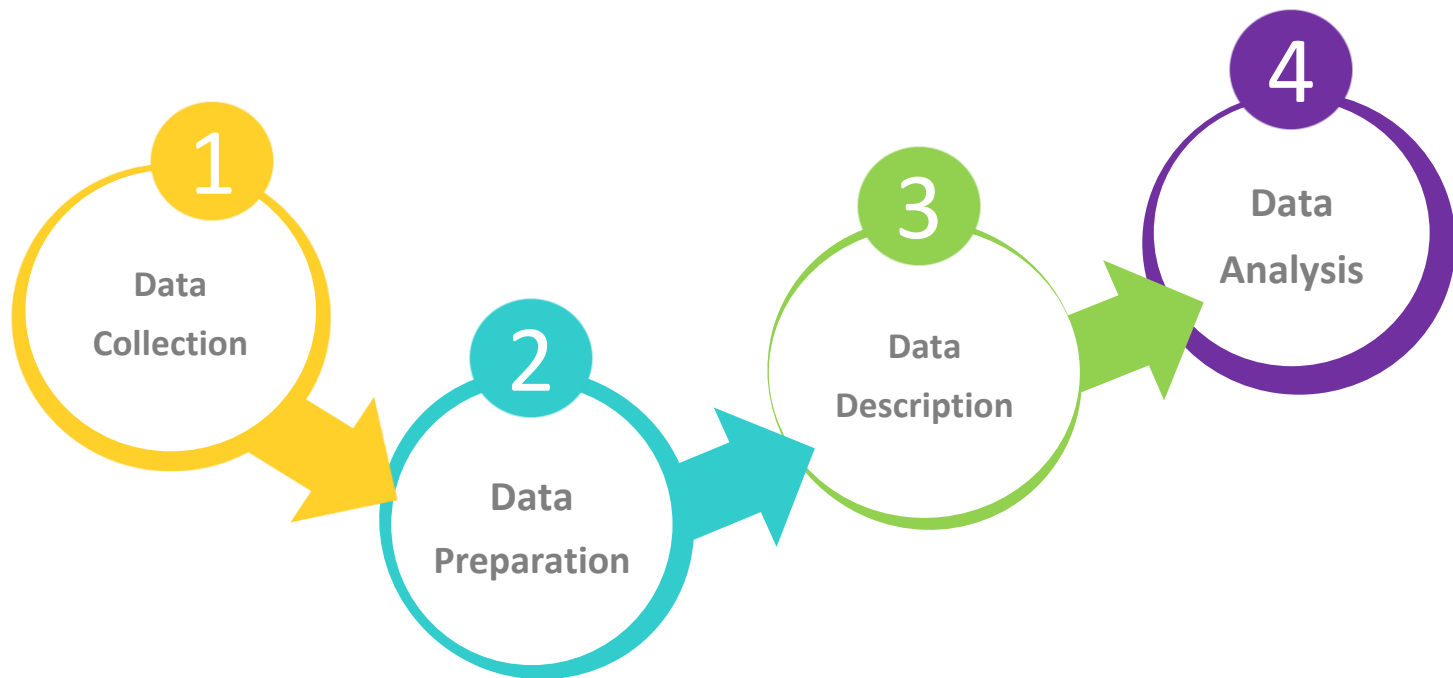 1
Data
Collection
2
Data
Preparation
3
Data
Description
4
Data
Analysis